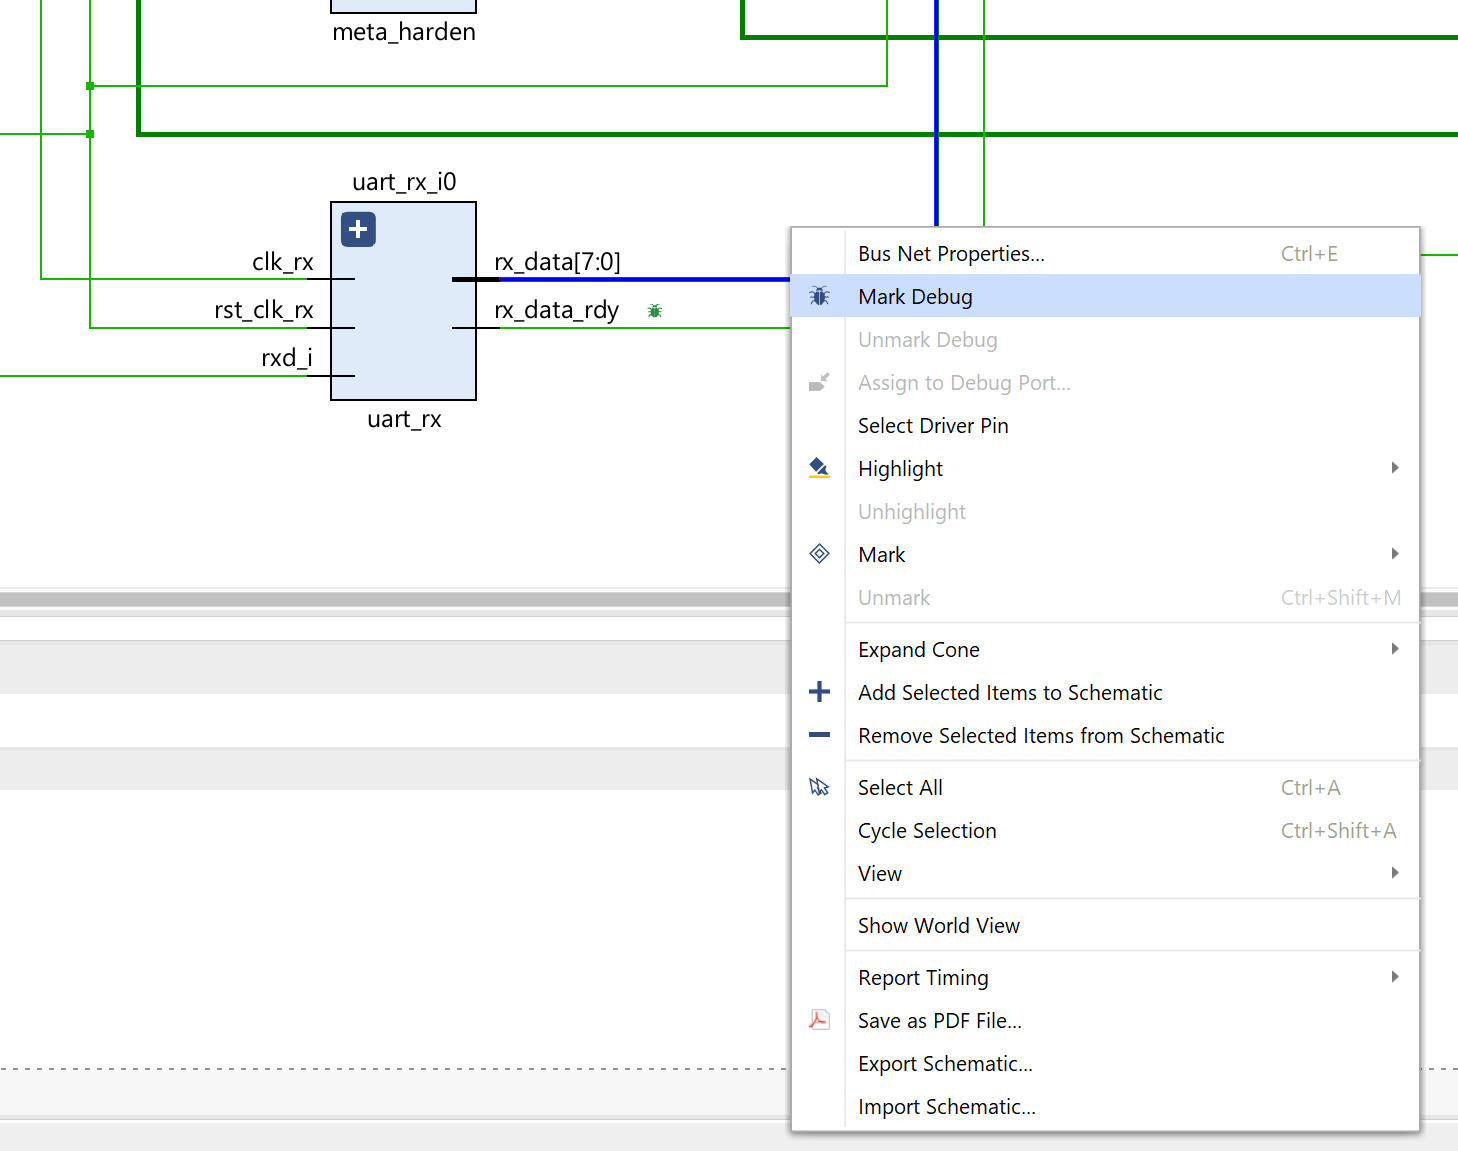 meta_harden
uart_rx_i0
clk_rx
rst_clk_rx
rxd_i
rx_data[7:0]
rx_data_rdy
uart_rx
Bus Net Properties... Ctrl+E
Mark Debug
Unmark Debug
Assign to Debug Port...
Select Driver Pin
Highlight
Unhighlight
Mark
Unmark Ctrl+Shift+M
Expand Cone
Add Selected Items to Schematic
Remove Selected Items from Schematic
Select All Ctrl+A
Cycle Selection Ctrl+Shift+A
View
Show World View
Report Timing
Save as PDF File...
Export Schematic...
Import Schematic...